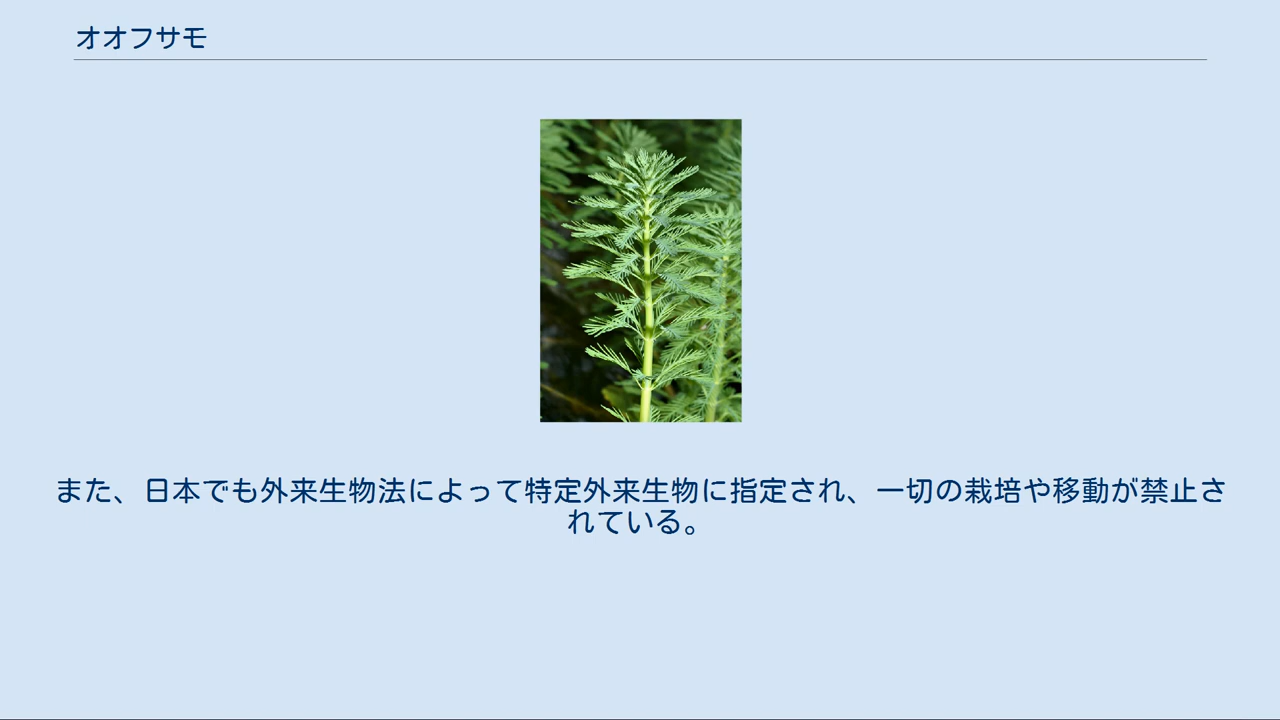 オオフサモ
また、日本でも外来生物法によって特定外来生物に指定され、一切の栽培や移動が禁止さ
れている。